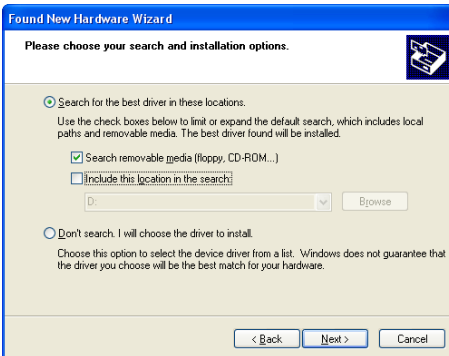 Found New Hardware Wizard
Please choose your search and installation options.
Search for the best driver in these locations.
Use the check boxes below to limit or expand the default search, which includes local
paths and removable media. The best driver found will be installed.
Search removable media (floppy, CD-ROM...)
Include this location in the search:
D:
Browse
Don't search. I will choose the driver to install.
Choose this option to select the device driver from a list. Windows does not guarantee that
the driver you choose will be the best match for your hardware.
< Back Next > Cancel